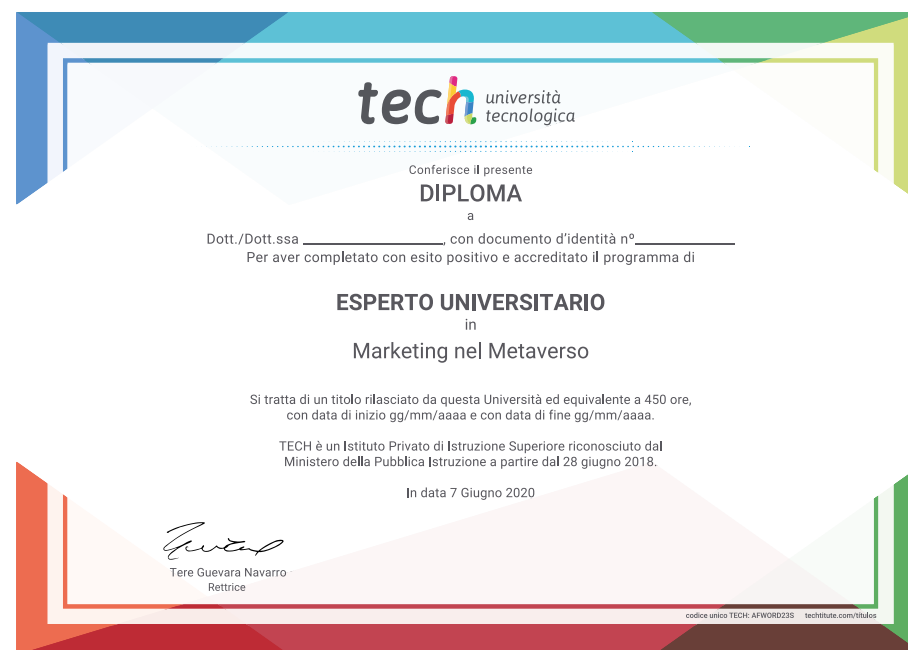 tech università
tecnologica
Conferisce il presente
DIPLOMA
a
Dott./Dott.ssa ____________________, con documento d'identità nº______________
Per aver completato con esito positivo e accreditato il programma di
ESPERTO UNIVERSITARIO
in
Marketing nel Metaverso
Si tratta di un titolo rilasciato da questa Università ed equivalente a 450 ore,
con data di inizio gg/mm/aaaa e con data di fine gg/mm/aaaa.
TECH è un Istituto Privato di Istruzione Superiore riconosciuto dal
Ministero della Pubblica Istruzione a partire dal 28 giugno 2018.
In data 7 Giugno 2020
Tere Guevara Navarro
Rettrice
codice unico TECH: AFWORD23S techtitute.com/titulos